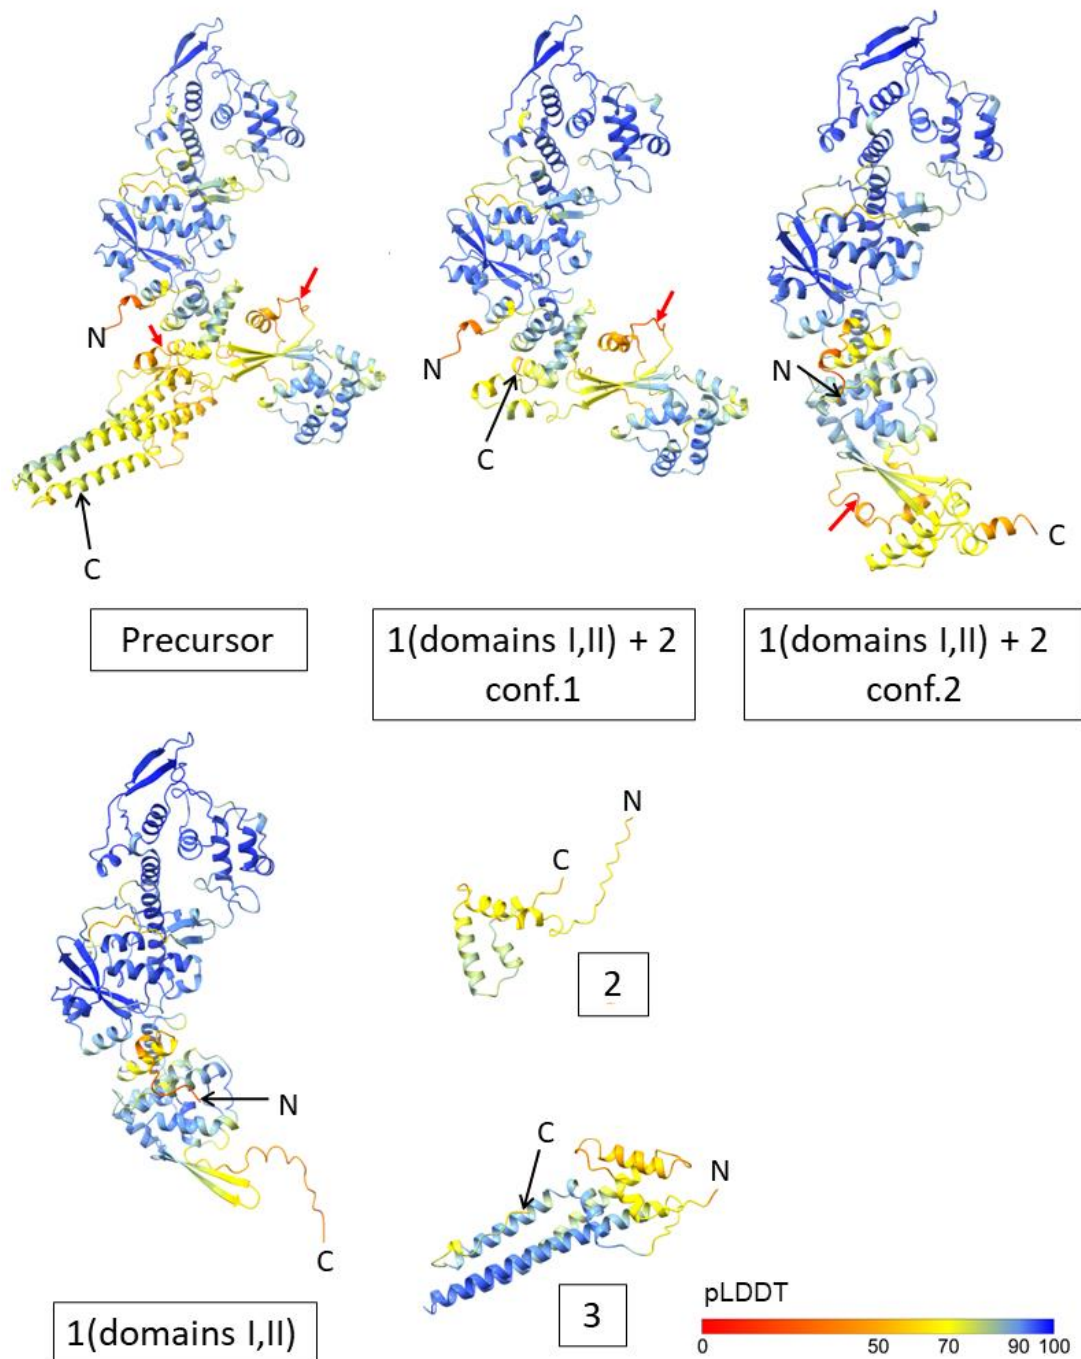 N
C
N
C
N
C
Precursor
1(domains I,II) + 2
conf.1
1(domains I,II) + 2
conf.2
N
C
1(domains I,II)
N
C
2
C
N
3
pLDDT
0 50 70 90 100